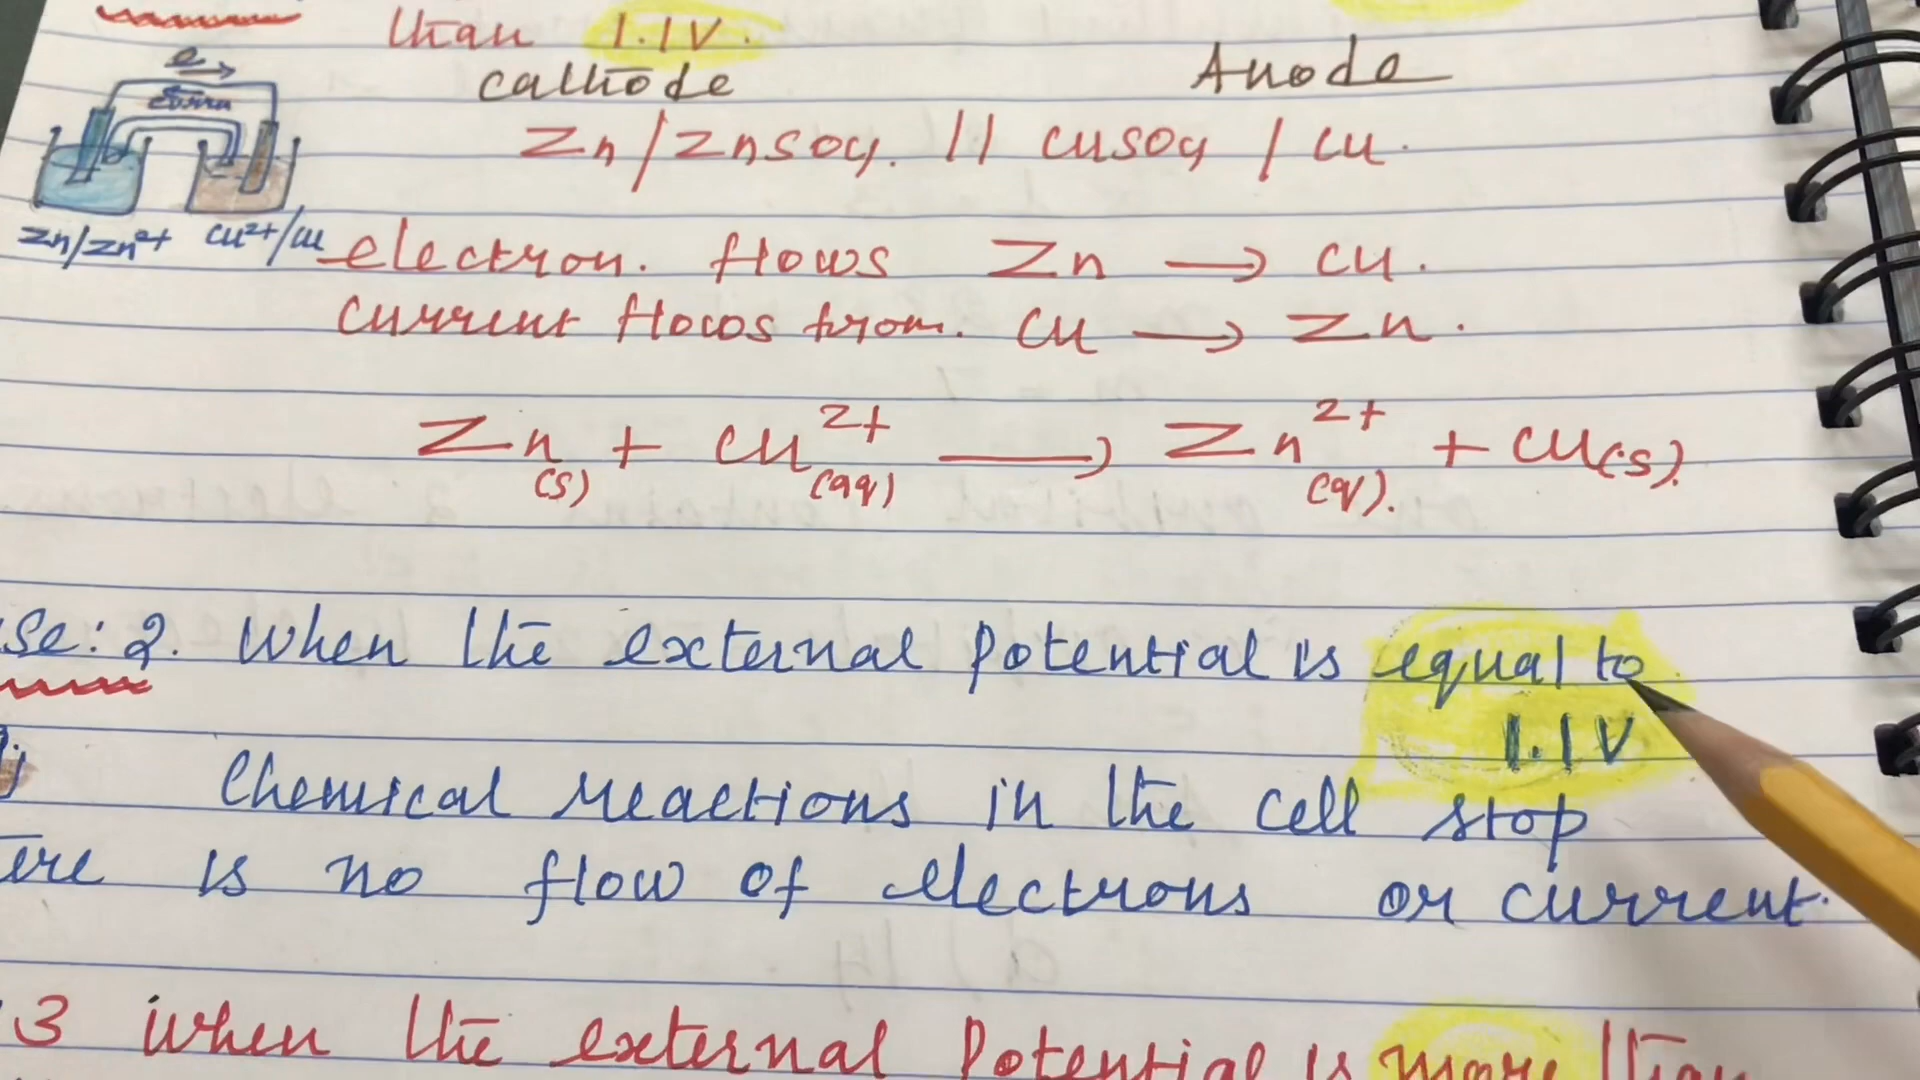 than 1.1V.
cathode Anode
Zn/ZnSO4. || CUSO4 / CU.
e
Zn/Zn2+ CU2+/CU
electron. flows Zn → CU.
Current flows from. CU → Zn.
Zn(s) + CU2+(aq) → Zn2+(q). + CU(s).
se: 2. When the external potential is equal to
1.1V
Chemical reactions in the cell stop
ere is no flow of electrons or current.
3 when the external Potential is more than